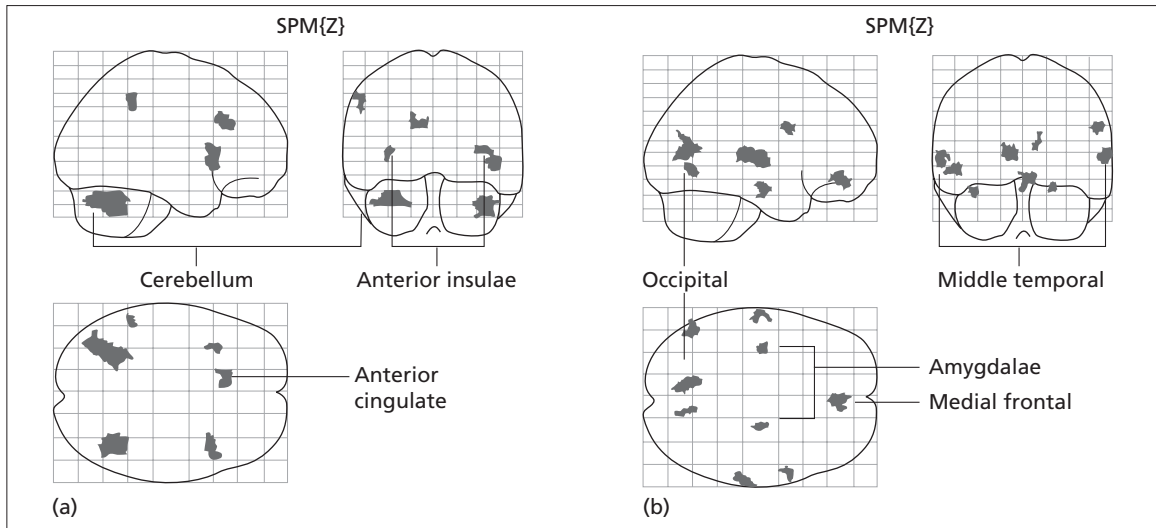 SPM{Z}
SPM{Z}
Cerebellum
Anterior insulae
Occipital
Middle temporal
Anterior
cingulate
Amygdalae
Medial frontal
(a)
(b)